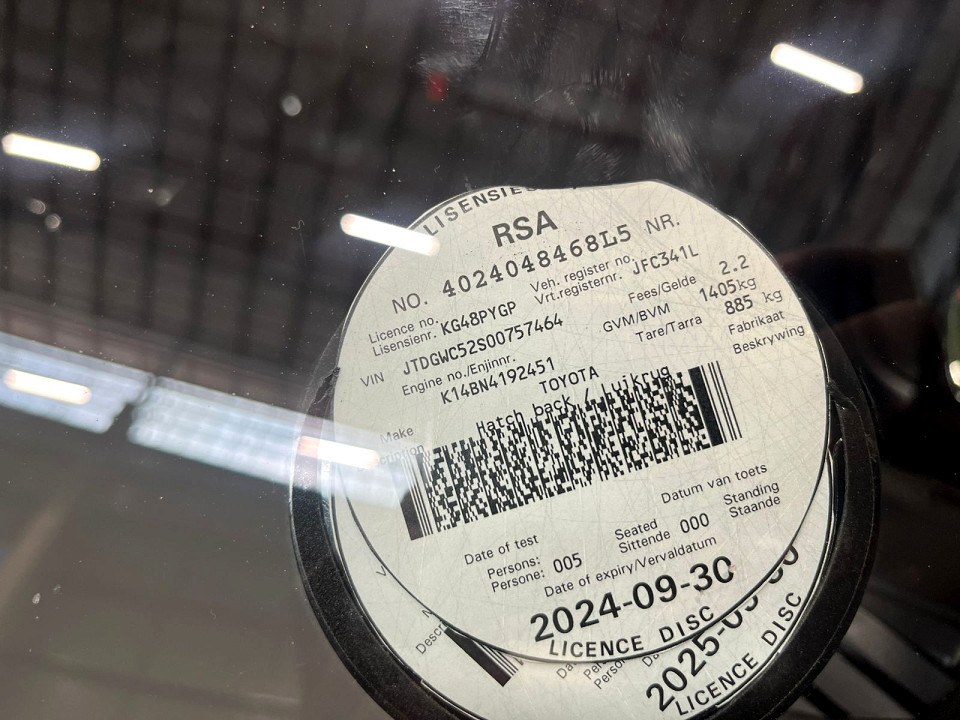 LISENSIE
RSA
NO. 4024048468L5 NR.
Licence no. KG48PYGP Veh. register no. JFC341L
Lisensienr. Vrt.registernr.
VIN JTDGWC52S00757464 Fees/Gelde 2.2
Engine no./Enjinnr. GVM/BVM 1405kg
K14BN4192451 Tare/Tarra 885 kg
Make TOYOTA Fabrikaat
Hatch back / Luikrug Beskrywing
Date of test Datum van toets
Persons: 005 Seated 000 Standing
Persone: Sittende Staande
Date of expiry/Vervaldatum
2024-09-30
LICENCE DISC
Descr
LICENCE DISC